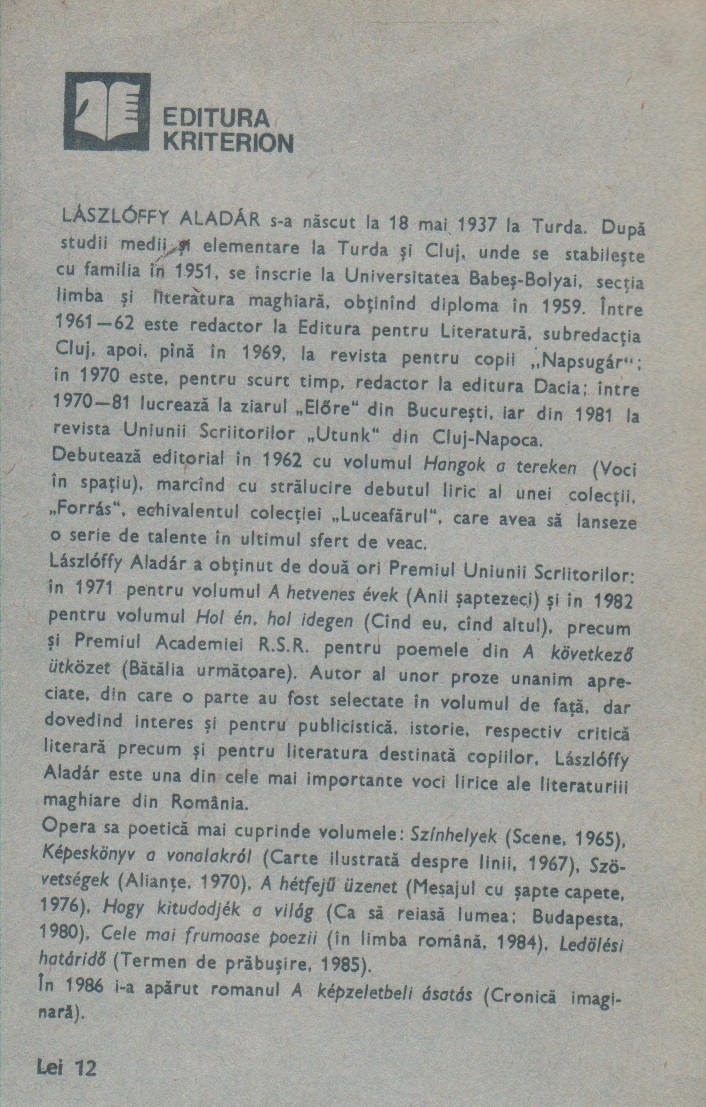 EDITURA
KRITERION
LÁSZLÓFFY ALADÁR s-a născut la 18 mai 1937 la Turda. După
studii medii și elementare la Turda și Cluj, unde se stabilește
cu familia în 1951, se înscrie la Universitatea Babeș-Bolyai, secția
limba și literatura maghiară, obținînd diploma în 1959. Între
1961—62 este redactor la Editura pentru Literatură, subredacția
Cluj, apoi, pînă în 1969, la revista pentru copii „Napsugár“;
în 1970 este, pentru scurt timp, redactor la editura Dacia; între
1970—81 lucrează la ziarul „Előre“ din București, iar din 1981 la
revista Uniunii Scriitorilor „Utunk“ din Cluj-Napoca.
Debutează editorial în 1962 cu volumul Hangok a tereken (Voci
în spațiu), marcînd cu strălucire debutul liric al unei colecții,
„Forrás“, echivalentul colecției „Luceafărul“, care avea să lanseze
o serie de talente în ultimul sfert de veac.
Lászlóffy Aladár a obținut de două ori Premiul Uniunii Scriitorilor:
în 1971 pentru volumul A hetvenes évek (Anii șaptezeci) și în 1982
pentru volumul Hol én, hol idegen (Cînd eu, cînd altul), precum
și Premiul Academiei R.S.R. pentru poemele din A következő
ütközet (Bătălia următoare). Autor al unor proze unanim apre-
ciate, din care o parte au fost selectate în volumul de față, dar
dovedind interes și pentru publicistică, istorie, respectiv critică
literară precum și pentru literatura destinată copiilor, Lászlóffy
Aladár este una din cele mai importante voci lirice ale literaturiii
maghiare din România.
Opera sa poetică mai cuprinde volumele: Színhelyek (Scene, 1965),
Képeskönyv a vonalakról (Carte ilustrată despre linii, 1967), Szö-
vetségek (Alianțe, 1970), A hétfejű üzenet (Mesajul cu șapte capete,
1976), Hogy kitudodjék a világ (Ca să reiasă lumea; Budapesta,
1980), Cele mai frumoase poezii (în limba română, 1984), Ledölési
határidő (Termen de prăbușire, 1985).
În 1986 i-a apărut romanul A képzeletbeli ásatás (Cronică imagi-
nară).
Lei 12